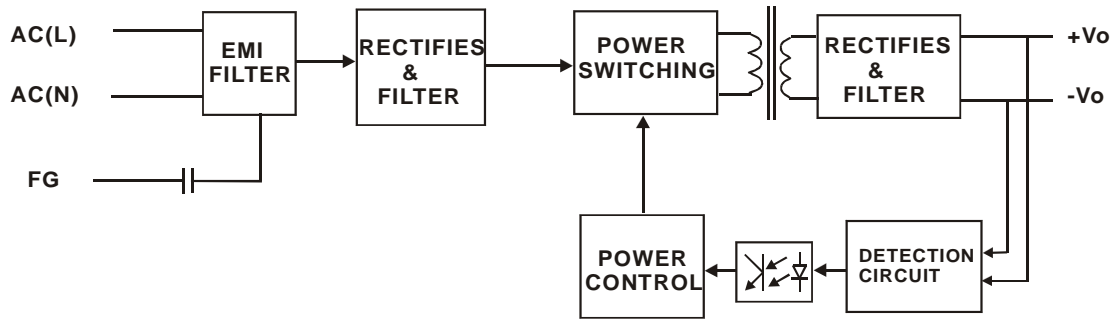 AC(L)
AC(N)
FG
EMI
FILTER
RECTIFIES
&
FILTER
POWER
SWITCHING
RECTIFIES
&
FILTER
+Vo
-Vo
POWER
CONTROL
DETECTION
CIRCUIT